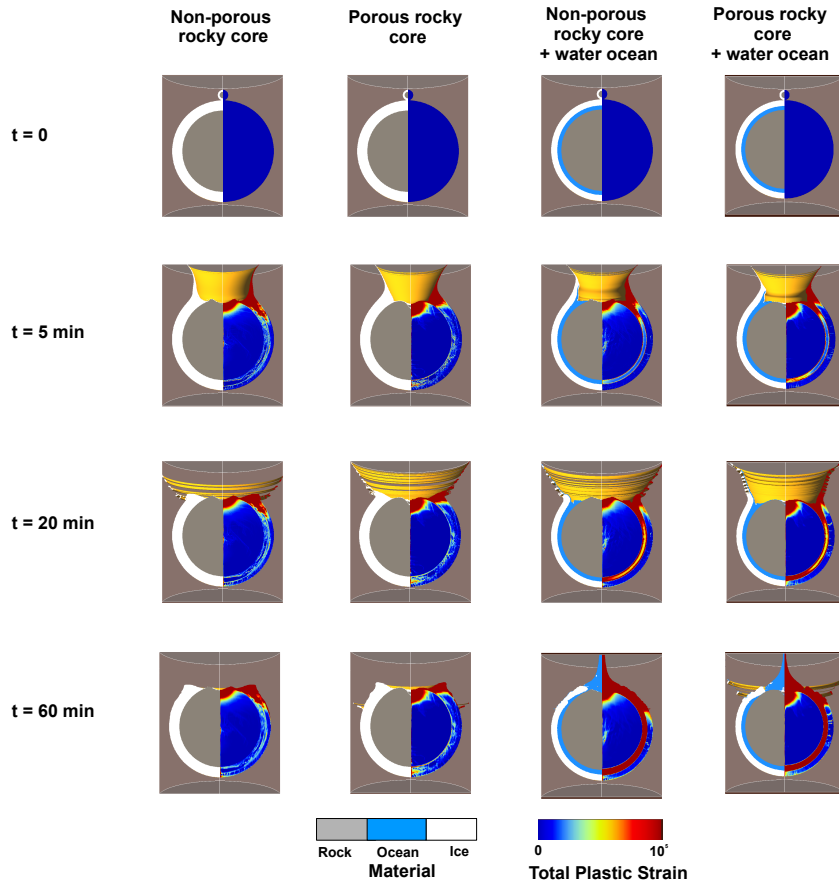 Non-porous
rocky core
Porous rocky
core
Non-porous
rocky core
+ water ocean
Porous rocky
core
+ water ocean
t = 0
t = 5 min
t = 20 min
t = 60 min
Rock Ocean Ice
Material
0 10⁵
Total Plastic Strain